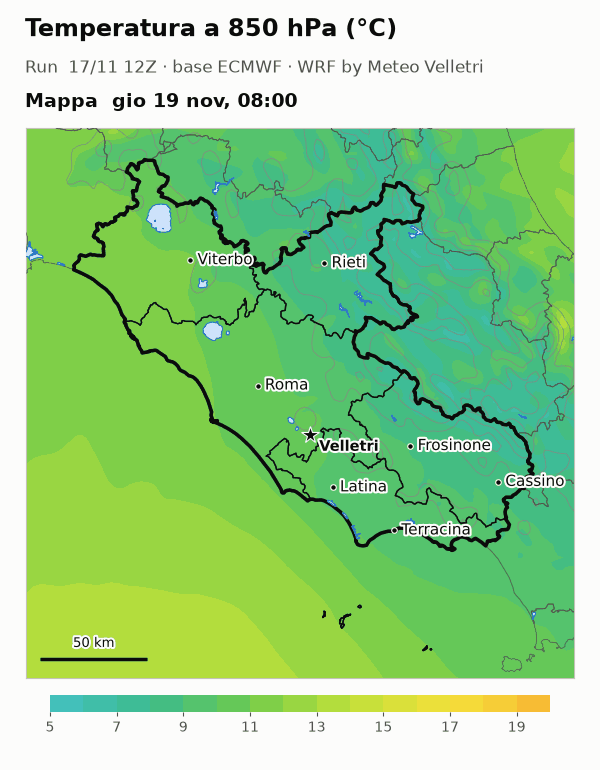 Temperatura a 850 hPa (°C)
Run  17/11 12Z · base ECMWF · WRF by Meteo Velletri
Mappa  gio 19 nov, 08:00
Viterbo
Rieti
Roma
Velletri
Frosinone
Cassino
Latina
Terracina
50 km
5 7 9 11 13 15 17 19